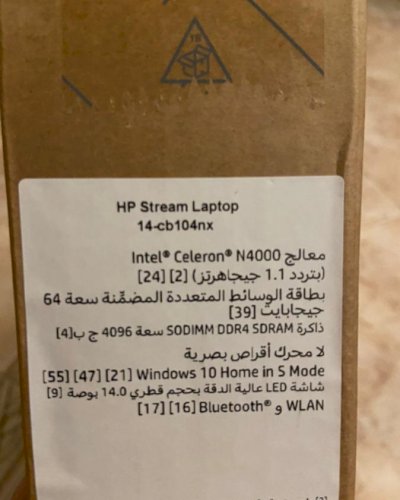 HP Stream Laptop
14-cb104nx
معالج Intel® Celeron® N4000
(بتردد 1.1 جيجاهرتز) [2] [24]
بطاقة الوسائط المتعددة المضمّنة سعة 64
جيجابايت [39]
ذاكرة SODIMM DDR4 SDRAM سعة 4096 ج ب[4]
لا محرك أقراص بصرية
Windows 10 Home in S Mode [21] [47] [55]
شاشة LED عالية الدقة بحجم قطري 14.0 بوصة [9]
WLAN و Bluetooth® [16] [17]